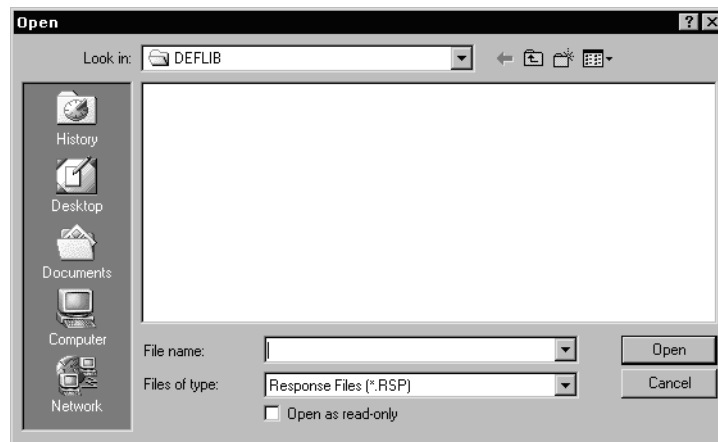 Open
Look in: DEFLIB
History
Desktop
Documents
Computer
Network
File name:
Open
Files of type: Response Files (*.RSP)
Cancel
Open as read-only